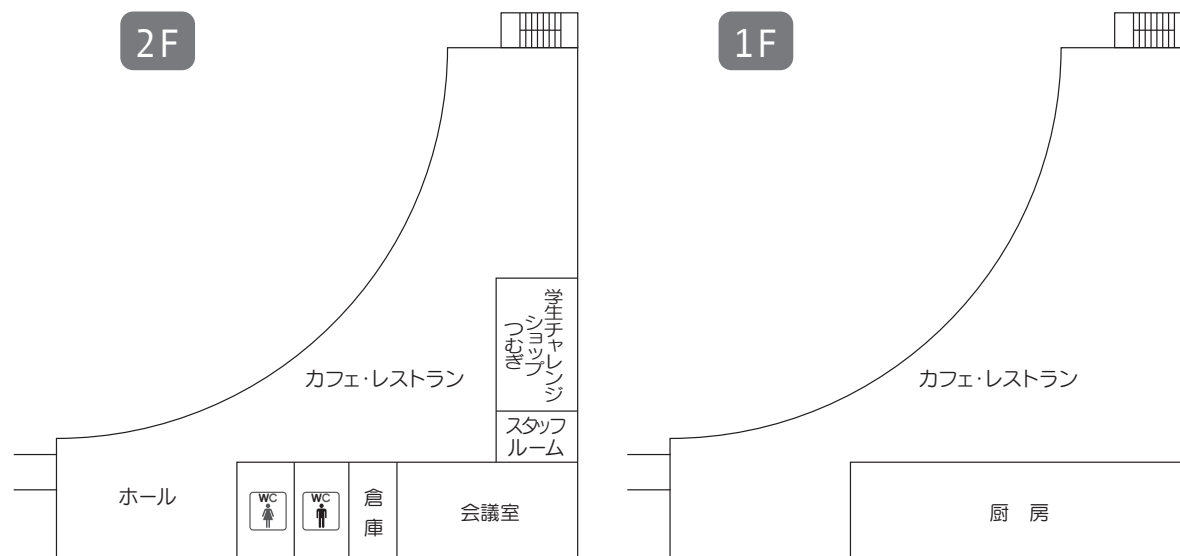 2F
1F
学生チャレンジ
ショップ
つむぎ
カフェ・レストラン
カフェ・レストラン
スタッフ
ルーム
ホール
WC
WC
倉庫
会議室
厨 房